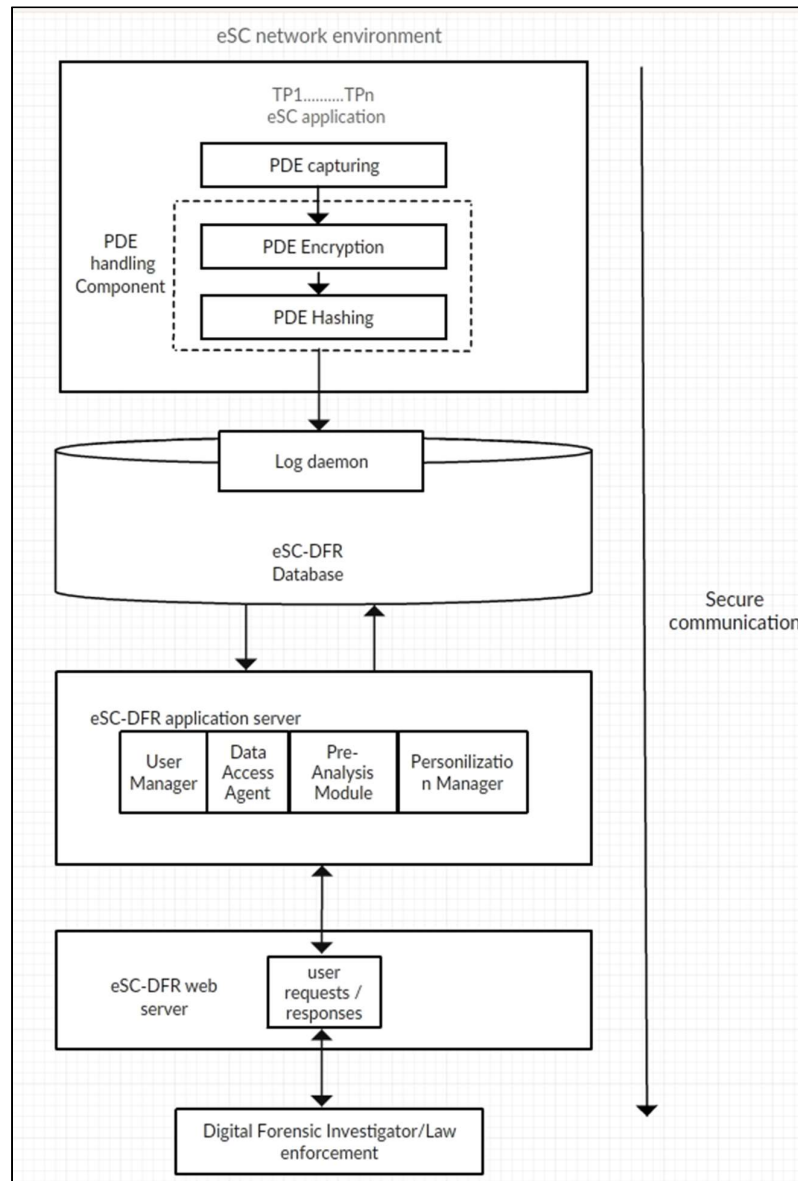 eSC network environment
TP1..........TPn
eSC application
PDE capturing
PDE
handling
Component
PDE Encryption
PDE Hashing
Log daemon
eSC-DFR
Database
Secure
communication
eSC-DFR application server
User
Manager
Data
Access
Agent
Pre-
Analysis
Module
Personilizatio
n Manager
eSC-DFR web
server
user
requests /
responses
Digital Forensic Investigator/Law
enforcement